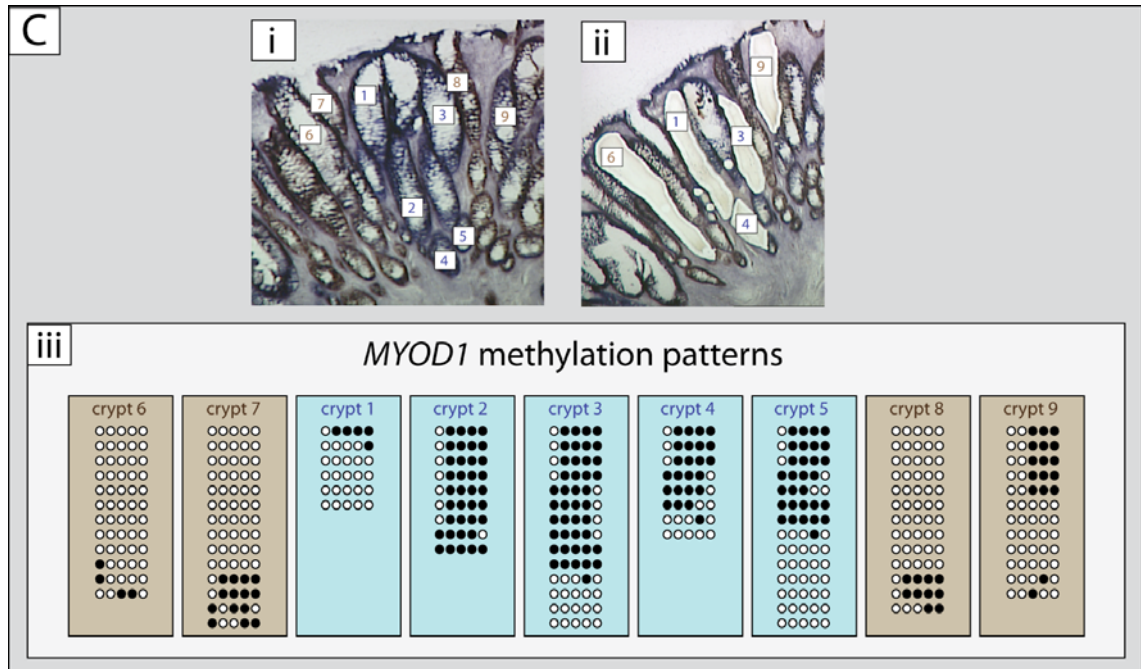 C
i
ii
1
2
3
4
5
6
7
8
9
1
3
4
6
9
iii
MYOD1 methylation patterns
crypt 6
crypt 7
crypt 1
crypt 2
crypt 3
crypt 4
crypt 5
crypt 8
crypt 9